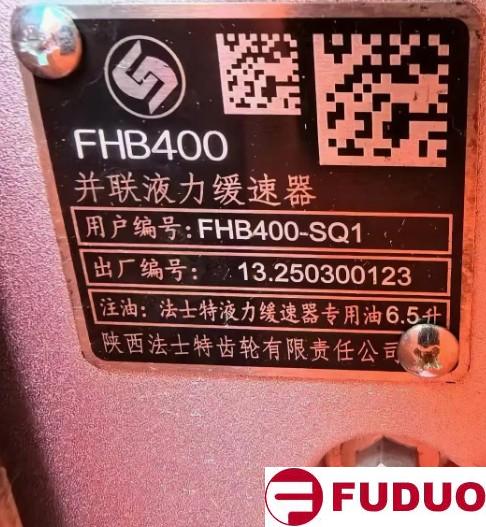 FHB400
并联液力缓速器
用户编号: FHB400-SQ1
出厂编号: 13.250300123
注油: 法士特液力缓速器专用油6.5升
陕西法士特齿轮有限责任公司
FUDUO